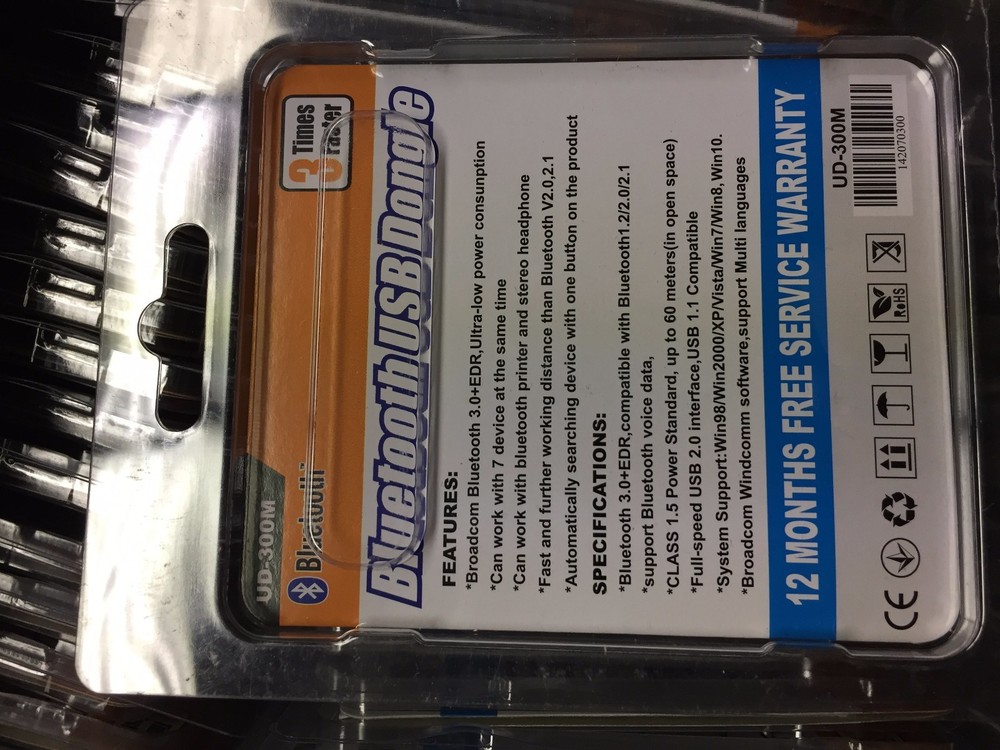 UD-300M
Bluetooth™
3 Times
Faster
BluetoothUSBDongle
FEATURES:
*Broadcom Bluetooth 3.0+EDR,Ultra-low power consunption
*Can work with 7 device at the same time
*Can work with bluetooth printer and stereo headphone
*Fast and further working distance than Bluetooth V2.0,2.1
*Automatically searching device with one button on the product
SPECIFICATIONS:
*Bluetooth 3.0+EDR,compatible with Bluetooth1.2/2.0/2.1
*support Bluetooth voice data,
*CLASS 1.5 Power Standard, up to 60 meters(in open space)
*Full-speed USB 2.0 interface,USB 1.1 Compatible
*System Support:Win98/Win2000/XP/Vista/Win7/Win8,Win10.
*Broadcom Windcomm software,support Multi languages
12 MONTHS FREE SERVICE WARRANTY
CE
RoHS
UD-300M
142070300